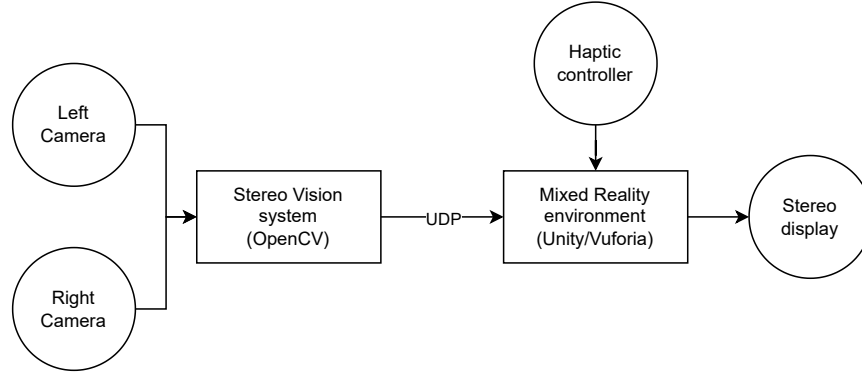 Haptic
controller
Left
Camera
Stereo Vision
system
(OpenCV)
UDP
Mixed Reality
environment
(Unity/Vuforia)
Stereo
display
Right
Camera